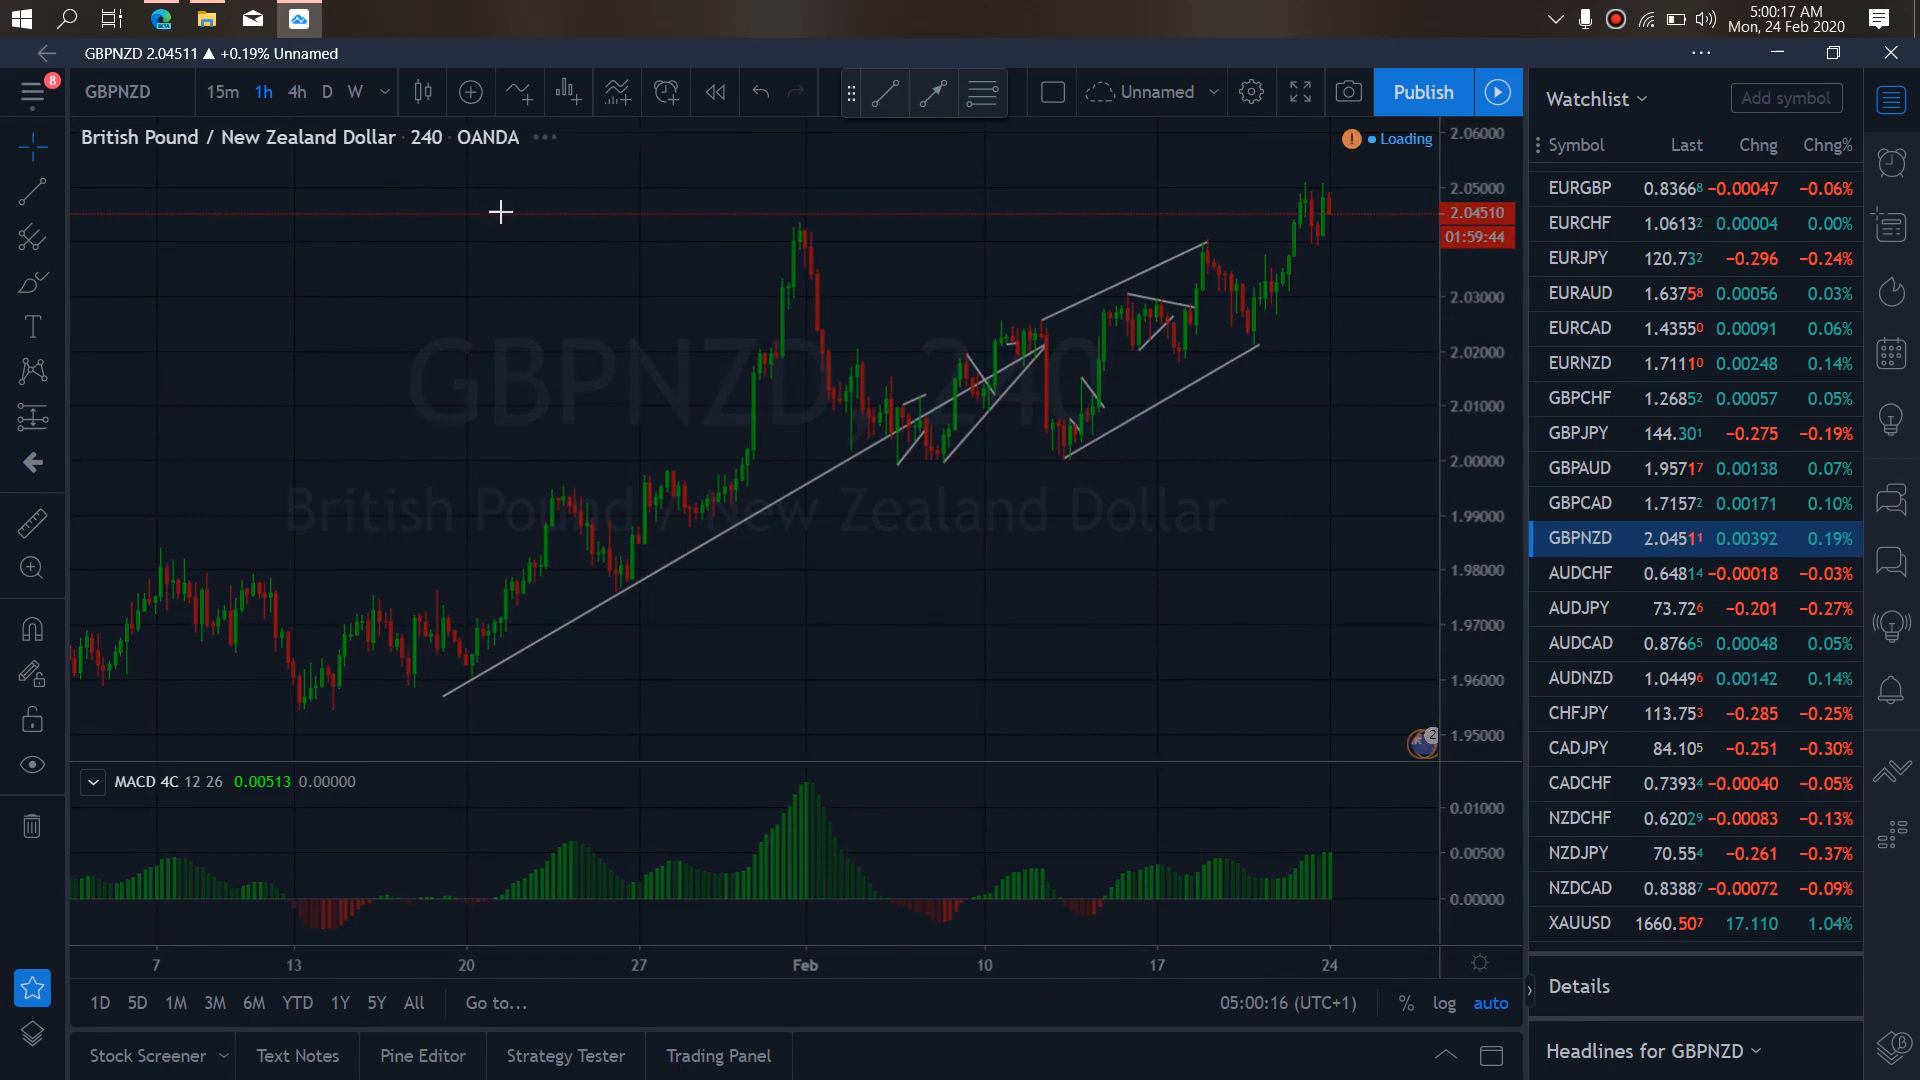 5:00:17 AM
Mon, 24 Feb 2020
GBPNZD 2.04511 ▲ +0.19% Unnamed
8
GBPNZD 15m 1h 4h D W Unnamed Publish
British Pound / New Zealand Dollar · 240 · OANDA
Loading
GBPNZD, 240
British Pound / New Zealand Dollar
2.06000
2.05000
2.04510
01:59:44
2.03000
2.02000
2.01000
2.00000
1.99000
1.98000
1.97000
1.96000
1.95000
2
MACD 4C 12 26 0.00513 0.00000
0.01000
0.00500
0.00000
7 13 20 27 Feb 10 17 24
1D 5D 1M 3M 6M YTD 1Y 5Y All Go to... 05:00:16 (UTC+1) % log auto
Stock Screener Text Notes Pine Editor Strategy Tester Trading Panel
Watchlist Add symbol
Symbol Last Chng Chng%
EURGBP 0.83668 −0.00047 −0.06%
EURCHF 1.06132 0.00004 0.00%
EURJPY 120.732 −0.296 −0.24%
EURAUD 1.63758 0.00056 0.03%
EURCAD 1.43550 0.00091 0.06%
EURNZD 1.71110 0.00248 0.14%
GBPCHF 1.26852 0.00057 0.05%
GBPJPY 144.301 −0.275 −0.19%
GBPAUD 1.95717 0.00138 0.07%
GBPCAD 1.71572 0.00171 0.10%
GBPNZD 2.04511 0.00392 0.19%
AUDCHF 0.64814 −0.00018 −0.03%
AUDJPY 73.726 −0.201 −0.27%
AUDCAD 0.87665 0.00048 0.05%
AUDNZD 1.04496 0.00142 0.14%
CHFJPY 113.753 −0.285 −0.25%
CADJPY 84.105 −0.251 −0.30%
CADCHF 0.73934 −0.00040 −0.05%
NZDCHF 0.62029 −0.00083 −0.13%
NZDJPY 70.554 −0.261 −0.37%
NZDCAD 0.83887 −0.00072 −0.09%
XAUUSD 1660.507 17.110 1.04%
Details
Headlines for GBPNZD